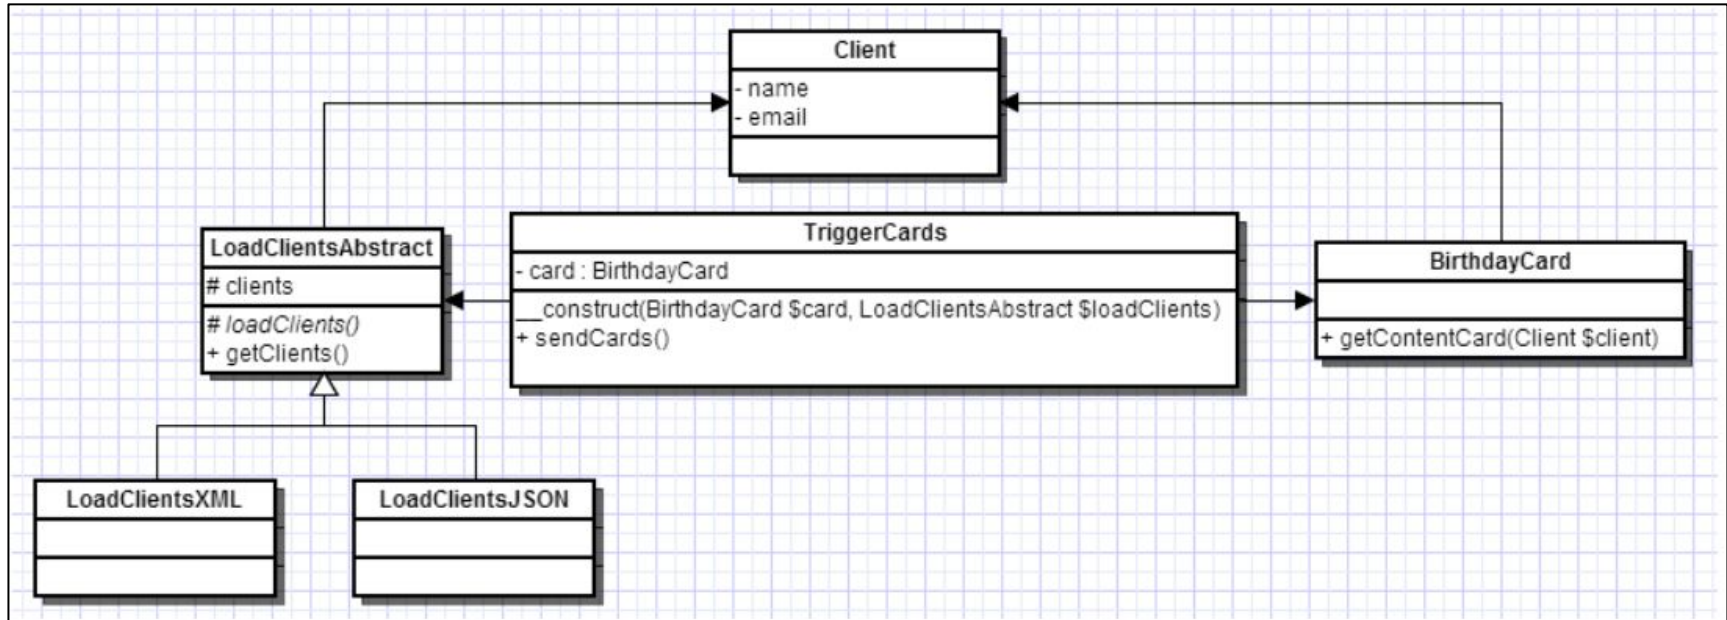 Client
- name
- email
LoadClientsAbstract
# clients
# loadClients()
+ getClients()
TriggerCards
- card : BirthdayCard
__construct(BirthdayCard $card, LoadClientsAbstract $loadClients)
+ sendCards()
BirthdayCard
+ getContentCard(Client $client)
LoadClientsXML
LoadClientsJSON